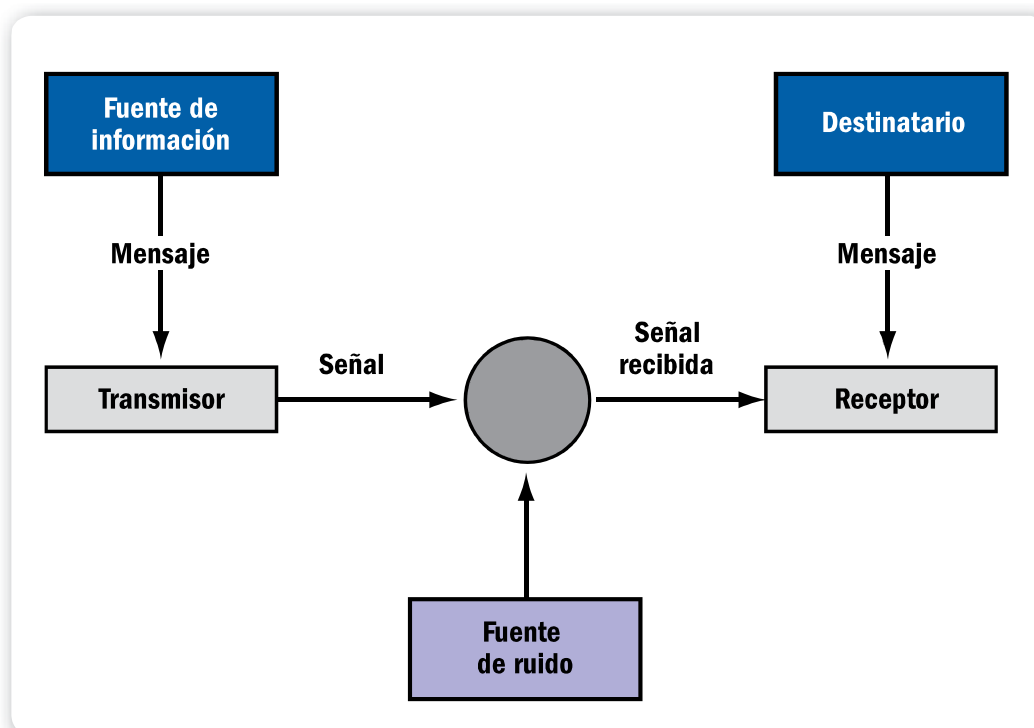 Fuente de
información
Destinatario
Mensaje
Mensaje
Señal
Señal
recibida
Transmisor
Receptor
Fuente
de ruido